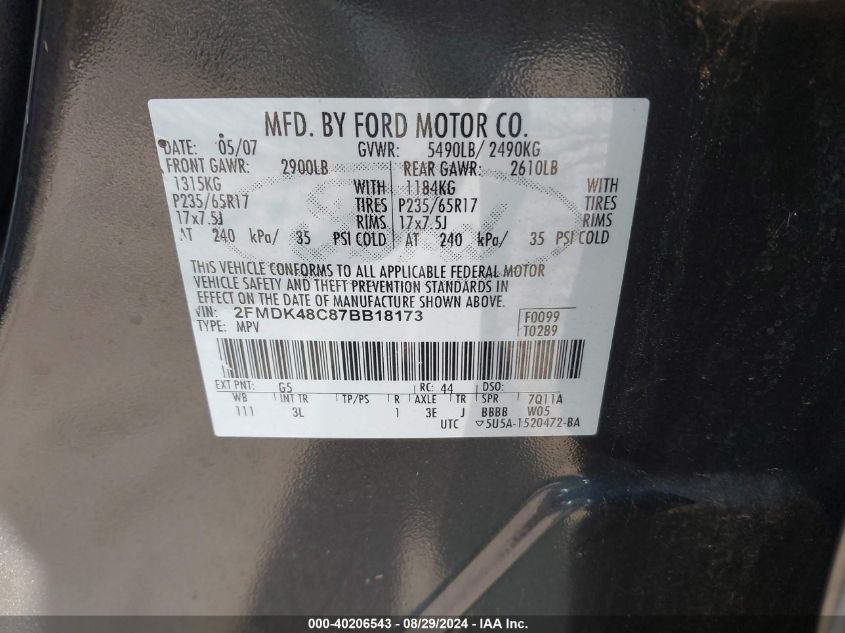 MFD. BY FORD MOTOR CO.
DATE: 05/07 GVWR: 5490LB/ 2490KG
FRONT GAWR: 2900LB REAR GAWR: 2610LB
1315KG WITH 1184KG WITH
P235/65R17 TIRES P235/65R17 TIRES
17x7.5J RIMS 17x7.5J RIMS
AT 240 kPa/ 35 PSI COLD AT 240 kPa/ 35 PSI COLD
THIS VEHICLE CONFORMS TO ALL APPLICABLE FEDERAL MOTOR
VEHICLE SAFETY AND THEFT PREVENTION STANDARDS IN
EFFECT ON THE DATE OF MANUFACTURE SHOWN ABOVE.
VIN: 2FMDK48C87BB18173 F0099
TYPE: MPV T0289
EXT PNT: G5 RC: 44 DSO:
WB INT TR TP/PS R AXLE TR SPR 7Q11A
111 3L 1 3E J BBBB W05
UTC ▽5U5A-1520472-BA
000-40206543 - 08/29/2024 - IAA Inc.